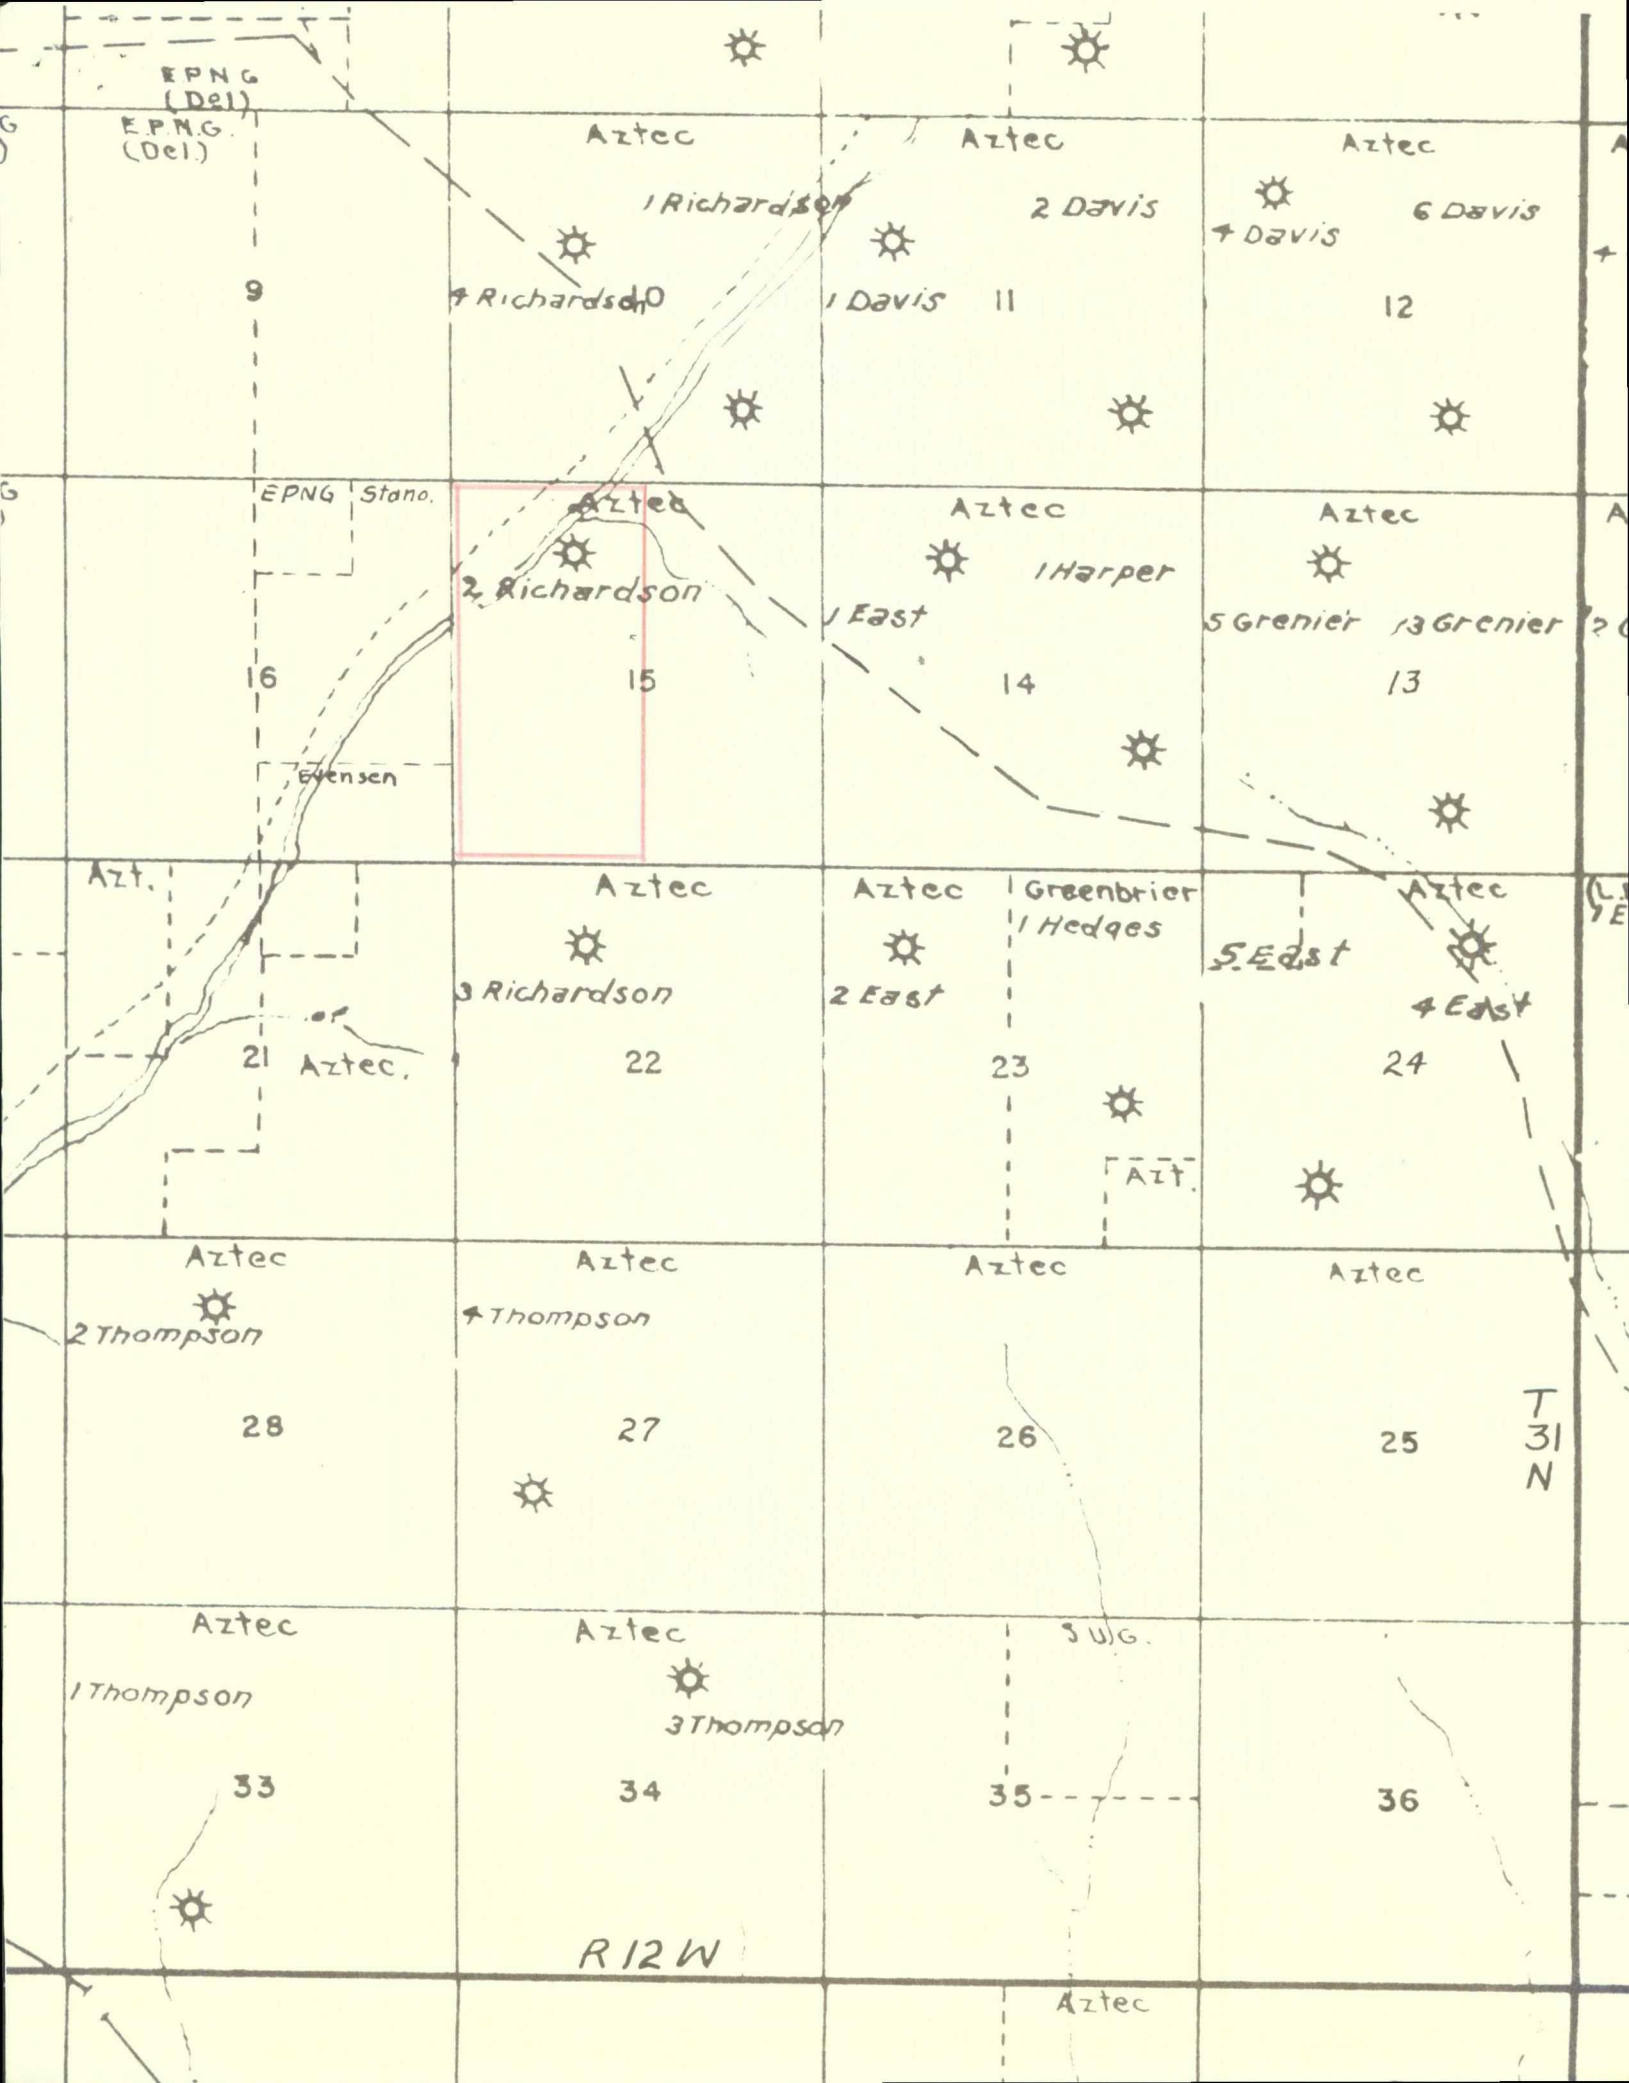 EPNG
(Del)
G
E.P.N.G.
(Del.)
Aztec
Aztec
Aztec
A
1 Richardson
2 Davis
4 Davis
6 Davis
4
9
4 Richardson
10
1 Davis
11
12
G
EPNG
Stano.
Aztec
Aztec
Aztec
A
2 Richardson
1 East
1 Harper
5 Grenier
13 Grenier
16
15
14
13
Evensen
Azt.
Aztec
Aztec
Greenbrier
1 Hedges
Aztec
5 East
3 Richardson
2 East
4 East
21
Aztec.
22
23
24
Azt.
Aztec
Aztec
Aztec
Aztec
2 Thompson
4 Thompson
28
27
26
25
T
31
N
Aztec
Aztec
S U G.
1 Thompson
3 Thompson
33
34
35
36
R 12 W
Aztec